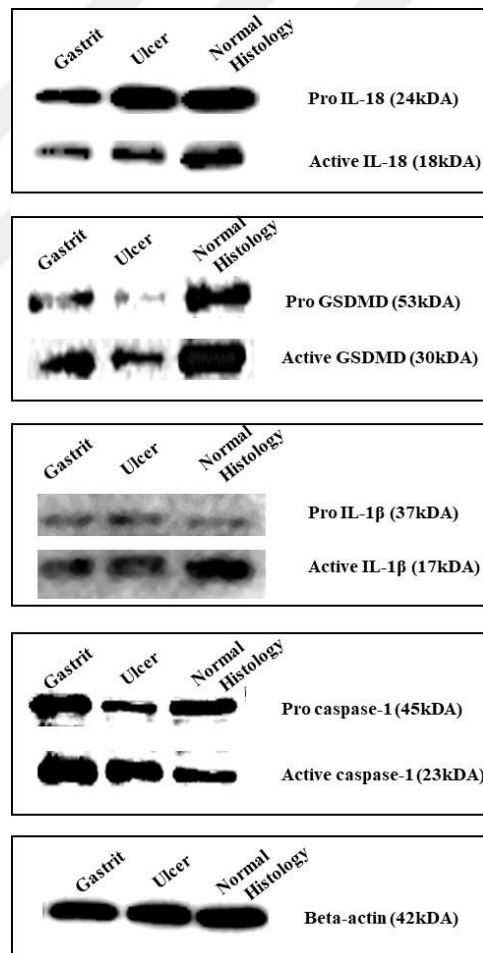 Gastrit Ulcer Normal Histology
Pro IL-18 (24kDA)
Active IL-18 (18kDA)
Gastrit Ulcer Normal Histology
Pro GSDMD (53kDA)
Active GSDMD (30kDA)
Gastrit Ulcer Normal Histology
Pro IL-1β (37kDA)
Active IL-1β (17kDA)
Gastrit Ulcer Normal Histology
Pro caspase-1 (45kDA)
Active caspase-1 (23kDA)
Gastrit Ulcer Normal Histology
Beta-actin (42kDA)